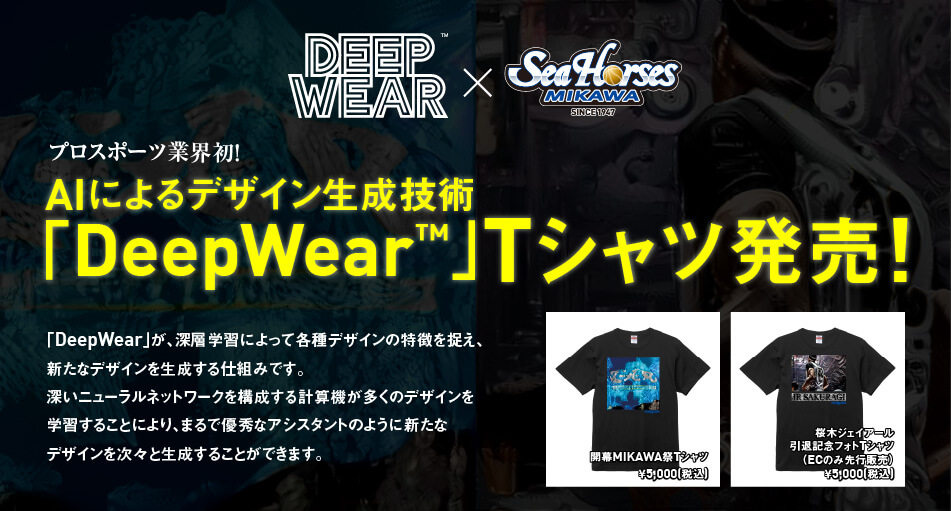 DEEP WEAR™ × SeaHorses
MIKAWA
SINCE 1947
プロスポーツ業界初!
AIによるデザイン生成技術
「DeepWear™」Tシャツ発売!
「DeepWear」が、深層学習によって各種デザインの特徴を捉え、
新たなデザインを生成する仕組みです。
深いニューラルネットワークを構成する計算機が多くのデザインを
学習することにより、まるで優秀なアシスタントのように新たな
デザインを次々と生成することができます。
開幕MIKAWA祭Tシャツ
¥5,000(税込)
JR SAKURAGI
桜木ジェイアール
引退記念フォトTシャツ
(ECのみ先行販売)
¥5,000(税込)